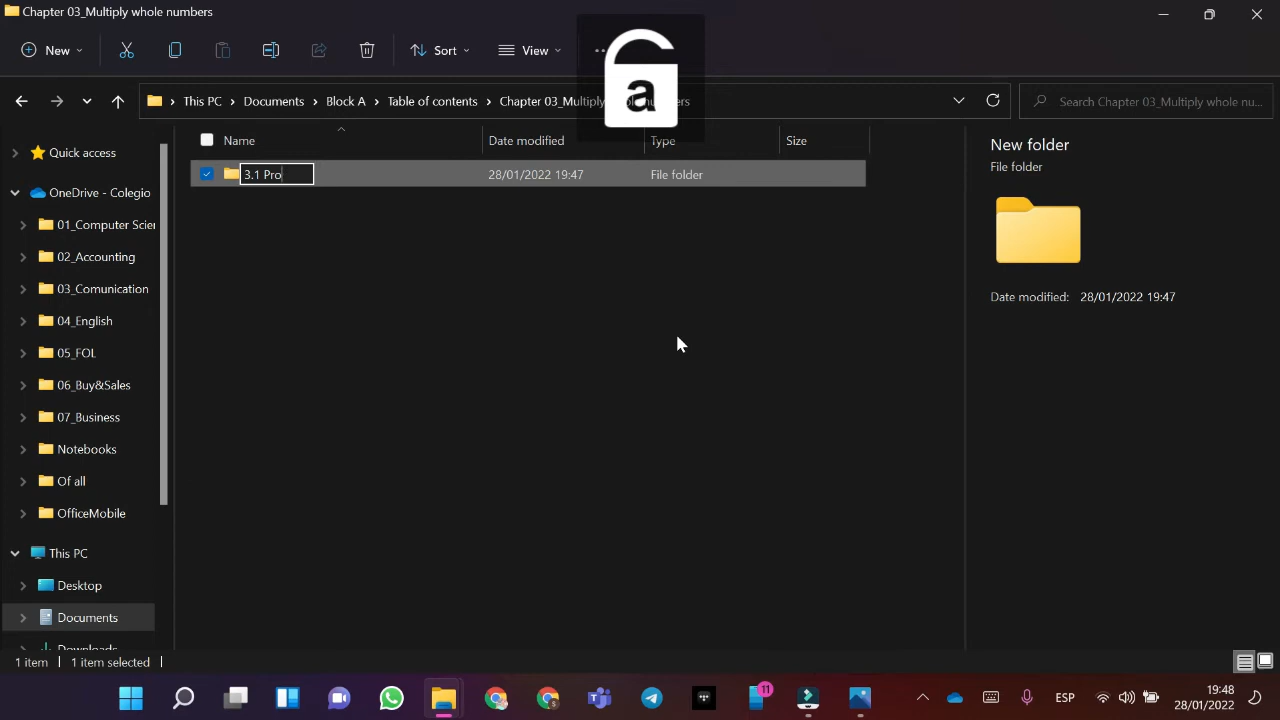 Chapter 03_Multiply whole numbers
New
Sort
View
a
This PC
Documents
Block A
Table of contents
Chapter 03_Multiply numbers
Search Chapter 03_Multiply whole nu...
Name
Date modified
Type
Size
3.1 Pro
28/01/2022 19:47
File folder
New folder
File folder
Date modified: 28/01/2022 19:47
Quick access
OneDrive - Colegio
01_Computer Scien
02_Accounting
03_Comunication
04_English
05_FOL
06_Buy&Sales
07_Business
Notebooks
Of all
OfficeMobile
This PC
Desktop
Documents
Downloads
1 item
1 item selected
11
ESP
19:48
28/01/2022